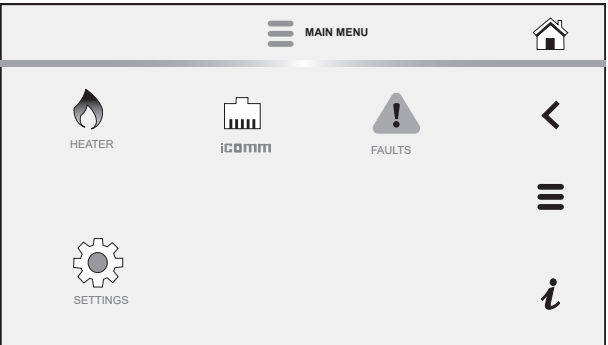 MAIN MENU
HEATER
icomm
FAULTS
SETTINGS
i